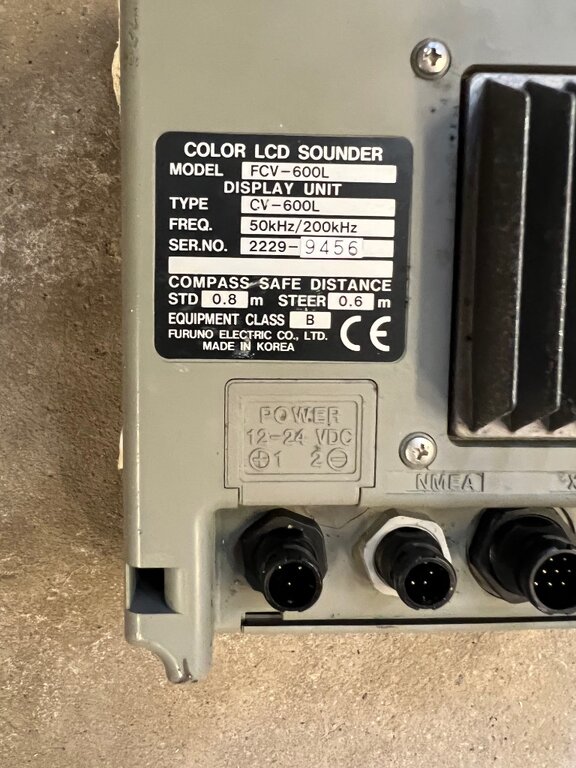 COLOR LCD SOUNDER
MODEL FCV-600L
DISPLAY UNIT
TYPE CV-600L
FREQ. 50kHz/200kHz
SER.NO. 2229-9456
COMPASS SAFE DISTANCE
STD 0.8 m STEER 0.6 m
EQUIPMENT CLASS B
FURUNO ELECTRIC CO., LTD.
MADE IN KOREA
CE
POWER
12-24 VDC
⊕1 2⊖
NMEA